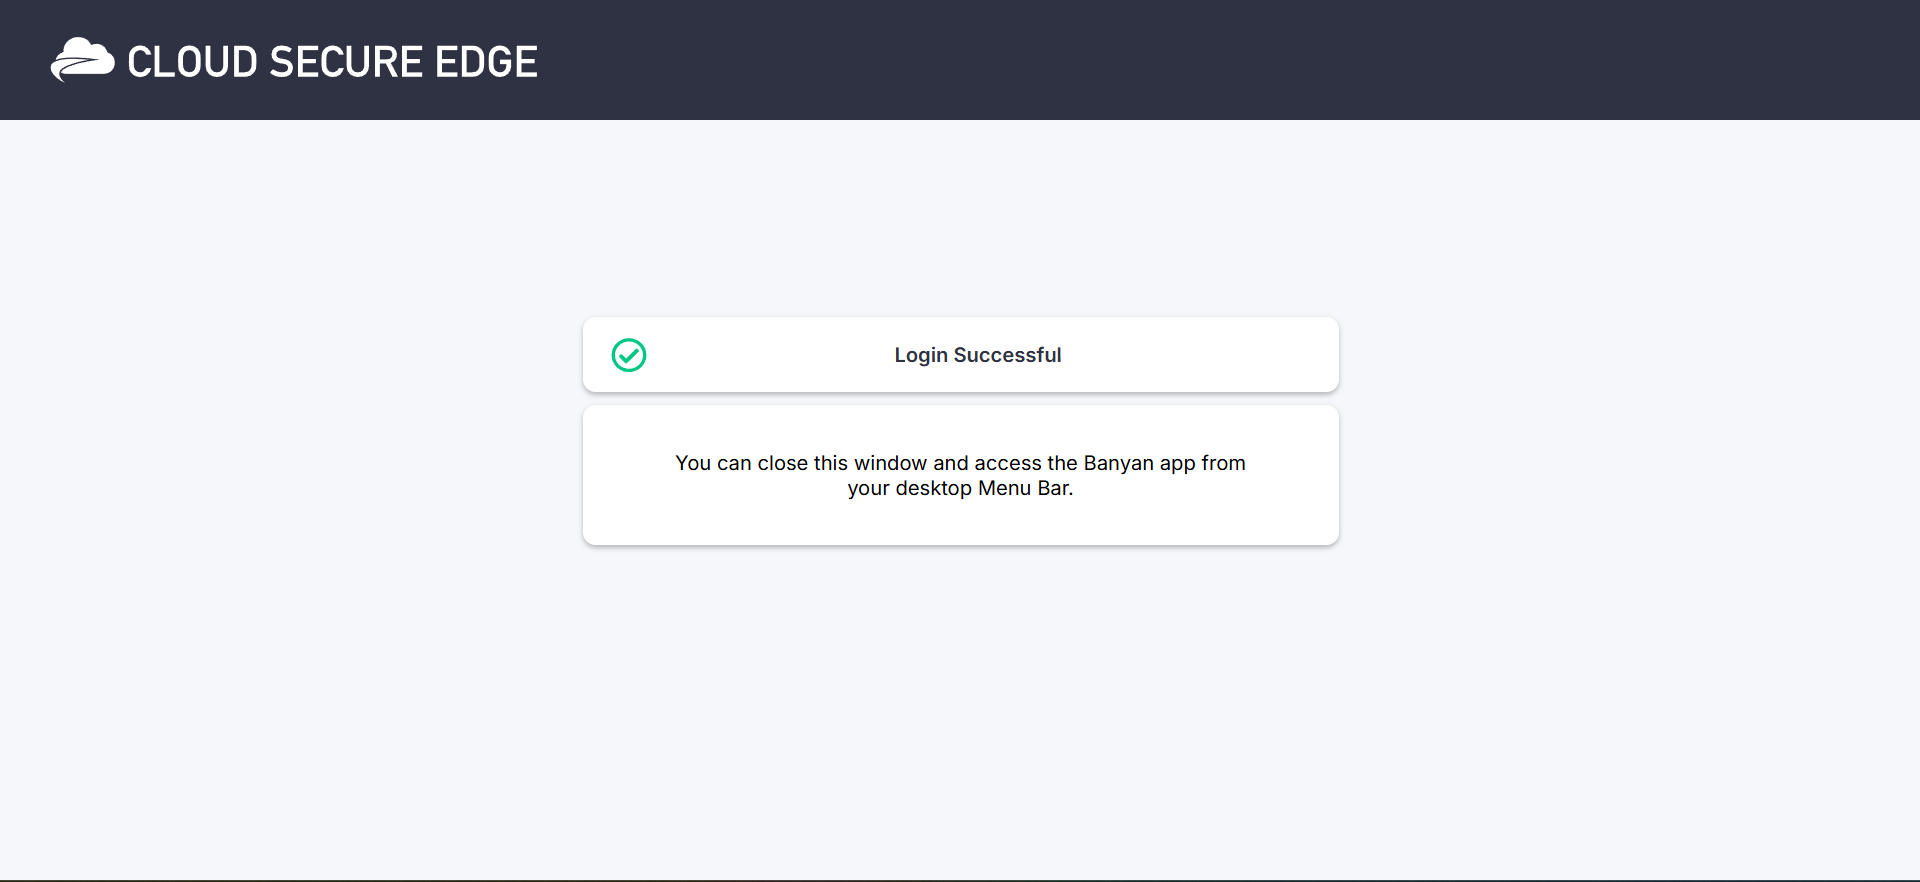 CLOUD SECURE EDGE
Login Successful
You can close this window and access the Banyan app from
your desktop Menu Bar.